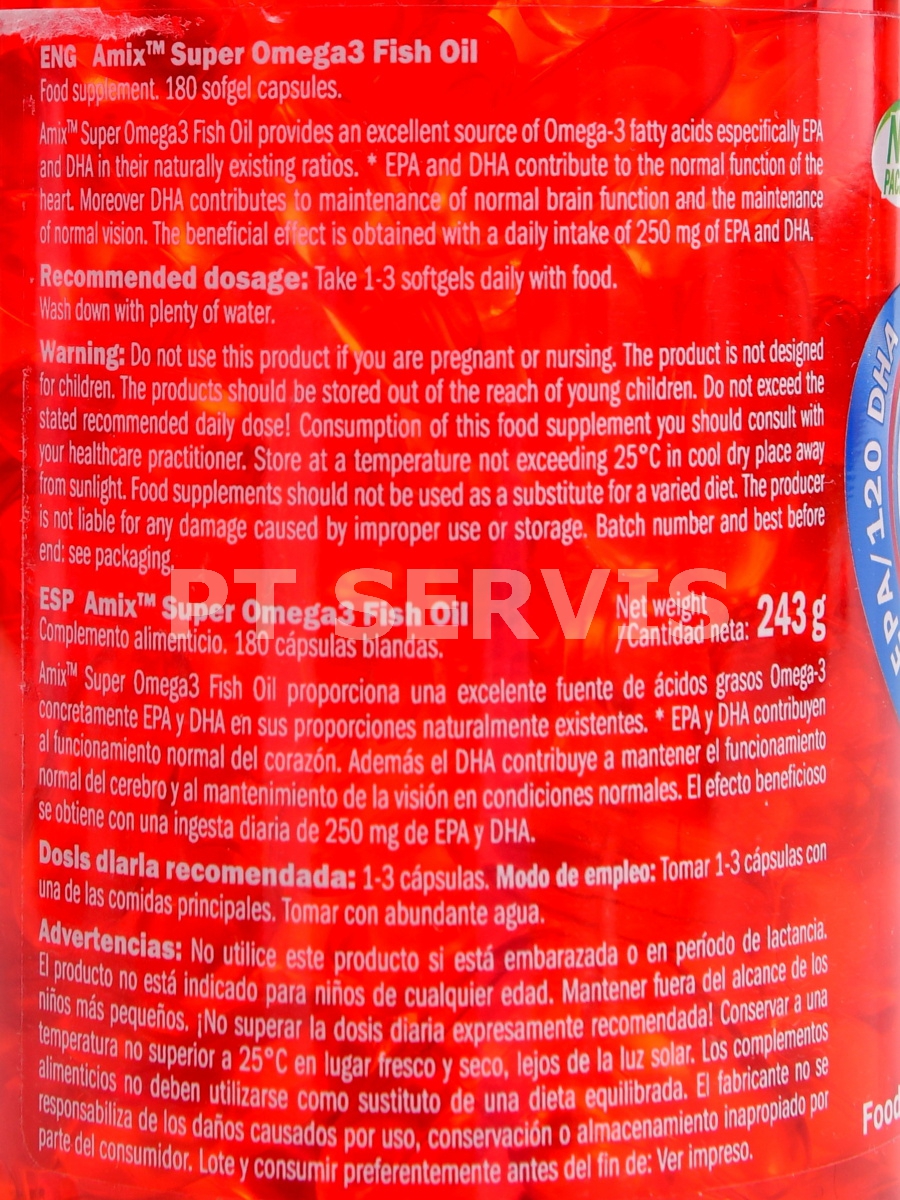 ENG Amix™ Super Omega3 Fish Oil
Food supplement. 180 sofgel capsules.
Amix™ Super Omega3 Fish Oil provides an excellent source of Omega-3 fatty acids especifically EPA
and DHA in their naturally existing ratios. * EPA and DHA contribute to the normal function of the
heart. Moreover DHA contributes to maintenance of normal brain function and the maintenance
of normal vision. The beneficial effect is obtained with a daily intake of 250 mg of EPA and DHA.
Recommended dosage: Take 1-3 softgels daily with food.
Wash down with plenty of water.
Warning: Do not use this product if you are pregnant or nursing. The product is not designed
for children. The products should be stored out of the reach of young children. Do not exceed the
stated recommended daily dose! Consumption of this food supplement you should consult with
your healthcare practitioner. Store at a temperature not exceeding 25°C in cool dry place away
from sunlight. Food supplements should not be used as a substitute for a varied diet. The producer
is not liable for any damage caused by improper use or storage. Batch number and best before
end: see packaging.
PT SERVIS
ESP Amix™ Super Omega3 Fish Oil
Complemento alimenticio. 180 cápsulas blandas.
Net weight
/Cantidad neta: 243 g
Amix™ Super Omega3 Fish Oil proporciona una excelente fuente de ácidos grasos Omega-3
concretamente EPA y DHA en sus proporciones naturalmente existentes. * EPA y DHA contribuyen
al funcionamiento normal del corazón. Además el DHA contribuye a mantener el funcionamiento
normal del cerebro y al mantenimiento de la visión en condiciones normales. El efecto beneficioso
se obtiene con una ingesta diaria de 250 mg de EPA y DHA.
Dosis diaria recomendada: 1-3 cápsulas. Modo de empleo: Tomar 1-3 cápsulas con
una de las comidas principales. Tomar con abundante agua.
Advertencias: No utilice este producto si está embarazada o en período de lactancia.
El producto no está indicado para niños de cualquier edad. Mantener fuera del alcance de los
niños más pequeños. ¡No superar la dosis diaria expresamente recomendada! Conservar a una
temperatura no superior a 25°C en lugar fresco y seco, lejos de la luz solar. Los complementos
alimenticios no deben utilizarse como sustituto de una dieta equilibrada. El fabricante no se
responsabiliza de los daños causados por uso, conservación o almacenamiento inapropiado por
parte del consumidor. Lote y consumir preferentemente antes del fin de: Ver impreso.
EPA/120 DHA
Food